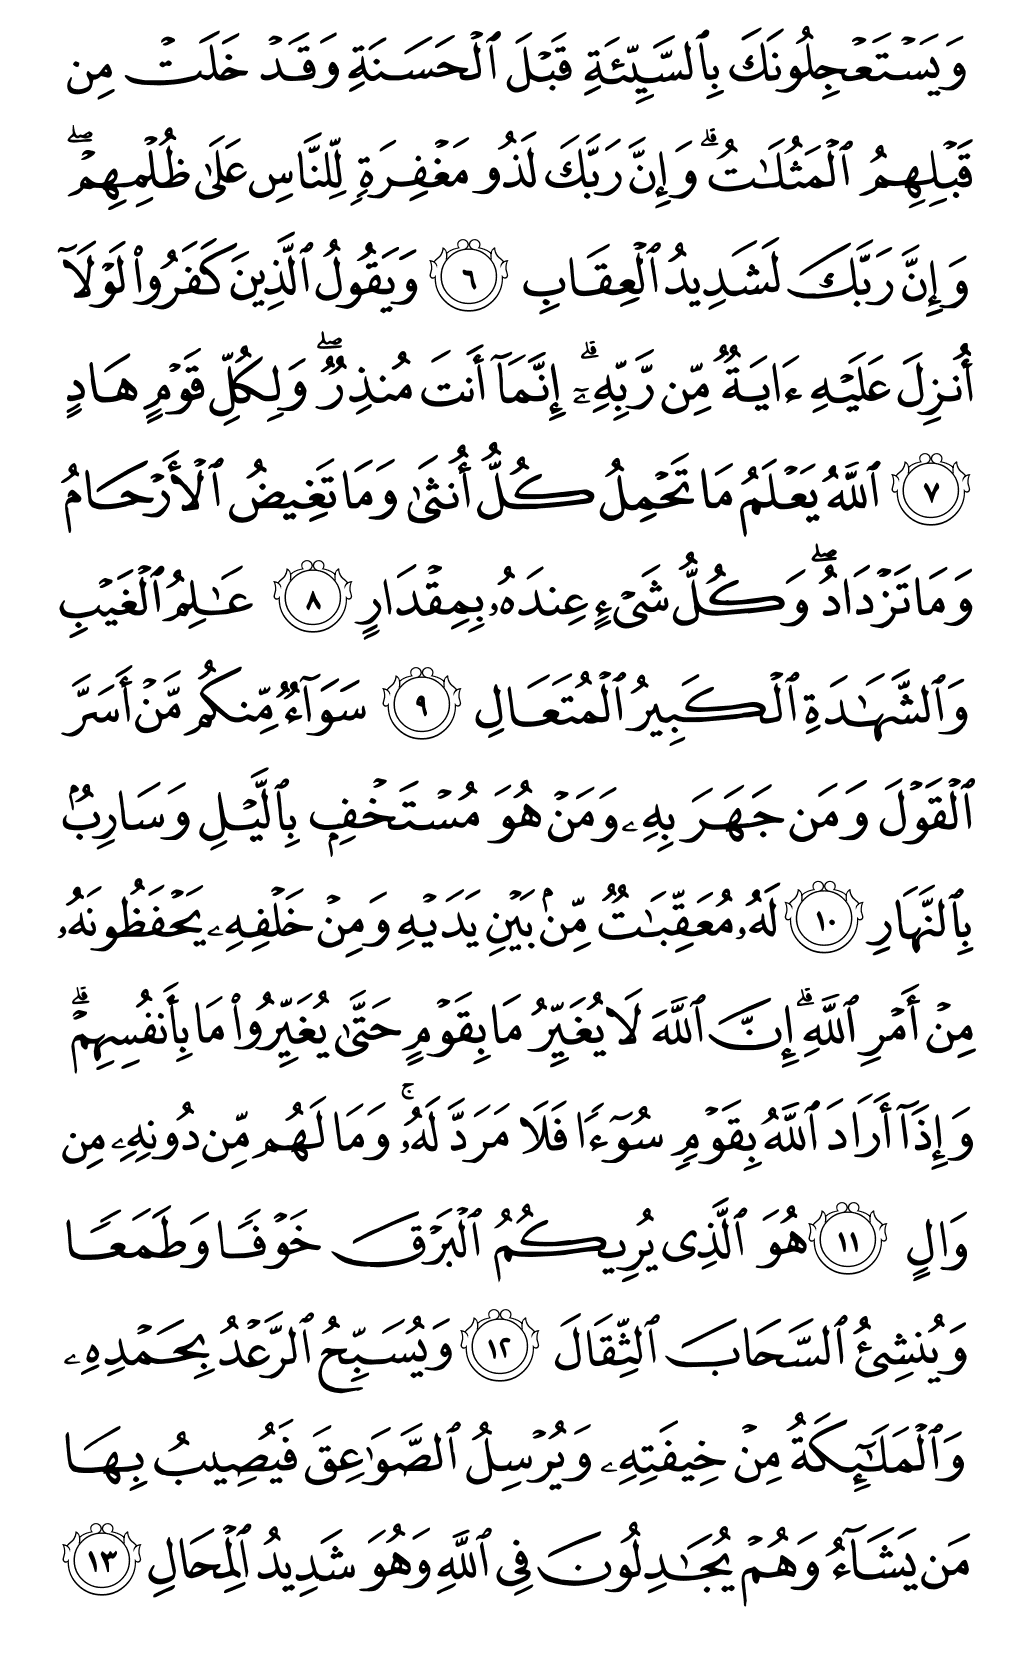 وَيَسۡتَعۡجِلُونَكَ بِٱلسَّيِّئَةِ قَبۡلَ ٱلۡحَسَنَةِ وَقَدۡ خَلَتۡ مِن
قَبۡلِهِمُ ٱلۡمَثُلَٰتُۗ وَإِنَّ رَبَّكَ لَذُو مَغۡفِرَةٖ لِّلنَّاسِ عَلَىٰ ظُلۡمِهِمۡۖ
وَإِنَّ رَبَّكَ لَشَدِيدُ ٱلۡعِقَابِ ٦ وَيَقُولُ ٱلَّذِينَ كَفَرُواْ لَوۡلَآ
أُنزِلَ عَلَيۡهِ ءَايَةٞ مِّن رَّبِّهِۦٓۗ إِنَّمَآ أَنتَ مُنذِرٞۖ وَلِكُلِّ قَوۡمٍ هَادٍ
٧ ٱللَّهُ يَعۡلَمُ مَا تَحۡمِلُ كُلُّ أُنثَىٰ وَمَا تَغِيضُ ٱلۡأَرۡحَامُ
وَمَا تَزۡدَادُۖ وَكُلُّ شَيۡءٍ عِندَهُۥ بِمِقۡدَارٍ ٨ عَٰلِمُ ٱلۡغَيۡبِ
وَٱلشَّهَٰدَةِ ٱلۡكَبِيرُ ٱلۡمُتَعَالِ ٩ سَوَآءٞ مِّنكُم مَّنۡ أَسَرَّ
ٱلۡقَوۡلَ وَمَن جَهَرَ بِهِۦ وَمَنۡ هُوَ مُسۡتَخۡفِۭ بِٱلَّيۡلِ وَسَارِبُۢ
بِٱلنَّهَارِ ١٠ لَهُۥ مُعَقِّبَٰتٞ مِّنۢ بَيۡنِ يَدَيۡهِ وَمِنۡ خَلۡفِهِۦ يَحۡفَظُونَهُۥ
مِنۡ أَمۡرِ ٱللَّهِۗ إِنَّ ٱللَّهَ لَا يُغَيِّرُ مَا بِقَوۡمٍ حَتَّىٰ يُغَيِّرُواْ مَا بِأَنفُسِهِمۡۗ
وَإِذَآ أَرَادَ ٱللَّهُ بِقَوۡمٖ سُوٓءٗا فَلَا مَرَدَّ لَهُۥۚ وَمَا لَهُم مِّن دُونِهِۦ مِن
وَالٍ ١١ هُوَ ٱلَّذِي يُرِيكُمُ ٱلۡبَرۡقَ خَوۡفٗا وَطَمَعٗا
وَيُنشِئُ ٱلسَّحَابَ ٱلثِّقَالَ ١٢ وَيُسَبِّحُ ٱلرَّعۡدُ بِحَمۡدِهِۦ
وَٱلۡمَلَٰٓئِكَةُ مِنۡ خِيفَتِهِۦ وَيُرۡسِلُ ٱلصَّوَٰعِقَ فَيُصِيبُ بِهَا
مَن يَشَآءُ وَهُمۡ يُجَٰدِلُونَ فِي ٱللَّهِ وَهُوَ شَدِيدُ ٱلۡمِحَالِ ١٣